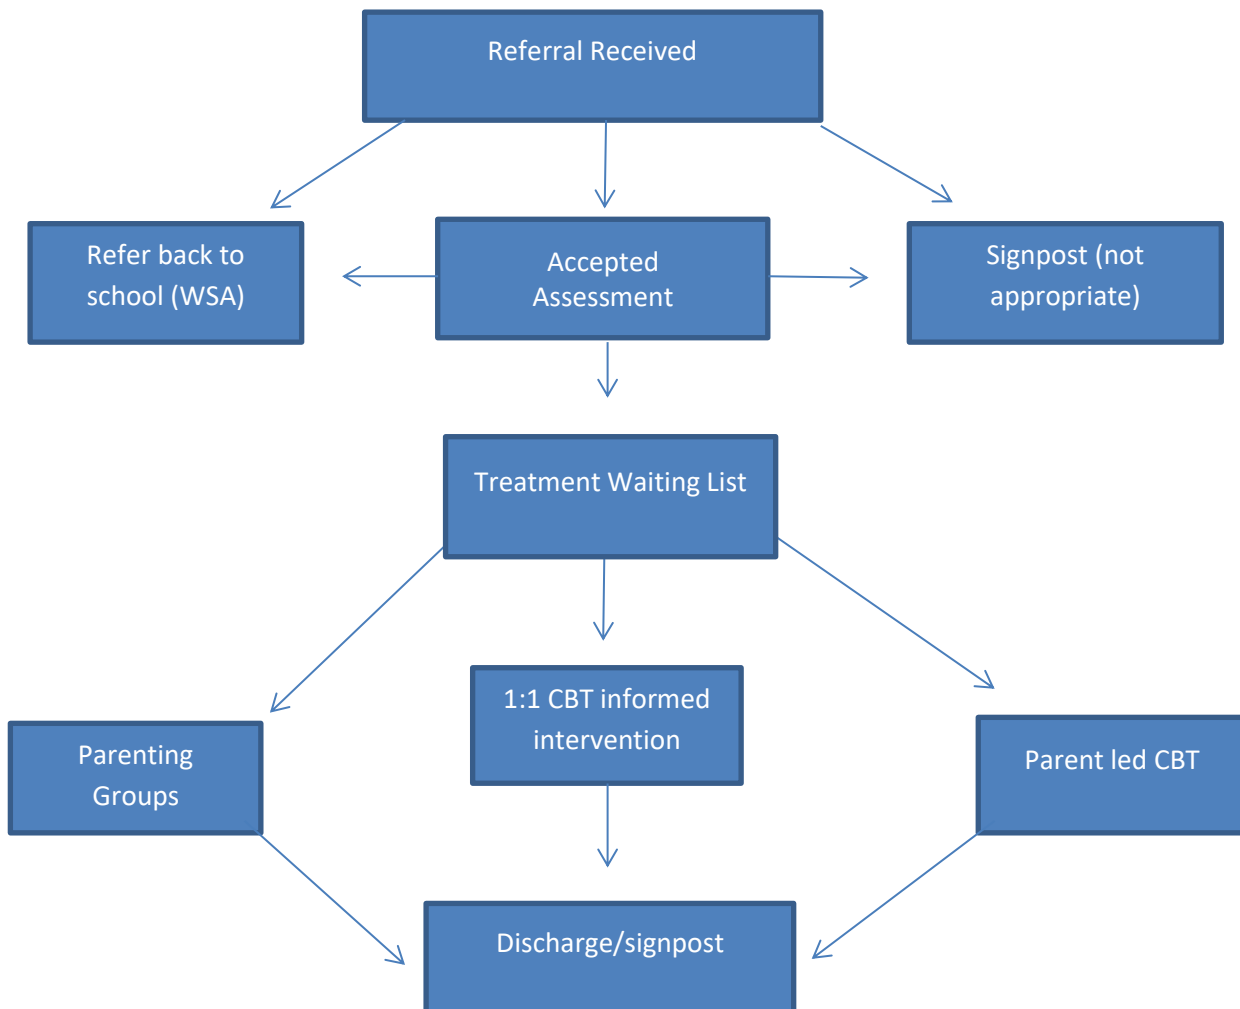 Referral Received
Refer back to
school (WSA)
Accepted
Assessment
Signpost (not
appropriate)
Treatment Waiting List
Parenting
Groups
1:1 CBT informed
intervention
Parent led CBT
Discharge/signpost